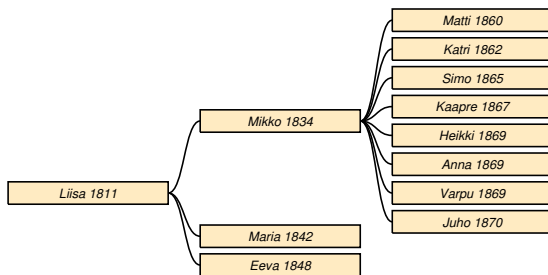 Matti 1860
Katri 1862
Simo 1865
Kaapre 1867
Mikko 1834
Heikki 1869
Anna 1869
Liisa 1811
Varpu 1869
Juho 1870
Maria 1842
Eeva 1848